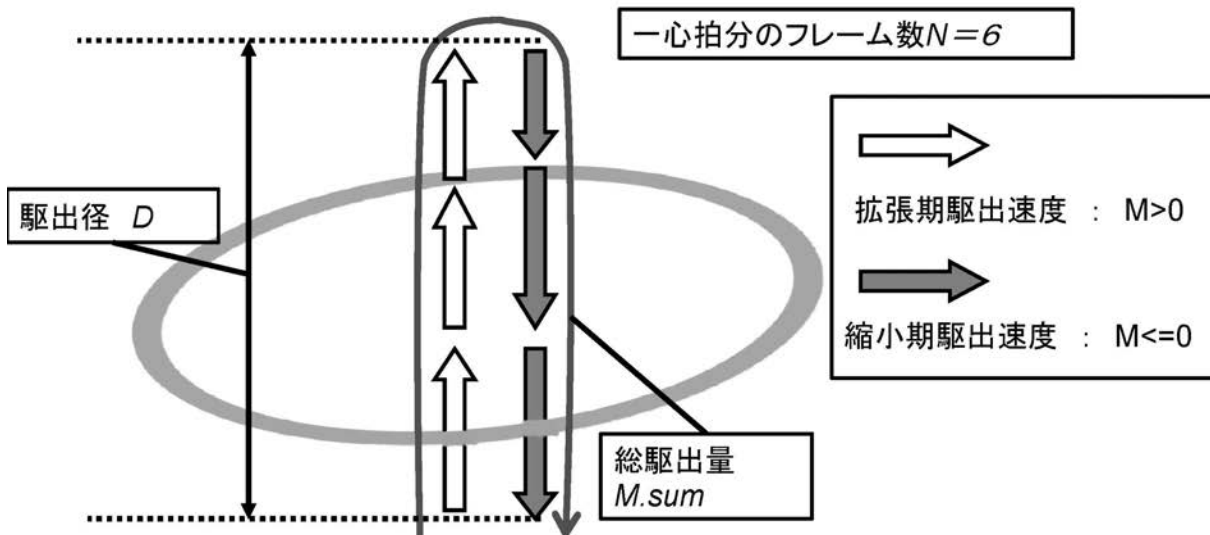 一心拍分のフレーム数N=6
駆出径 D
拡張期駆出速度 : M>0
縮小期駆出速度 : M<=0
総駆出量
M.sum